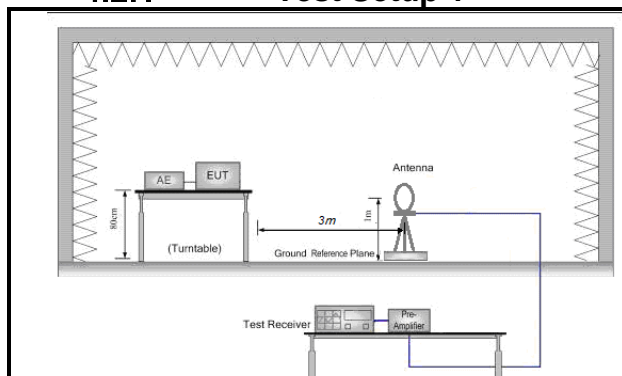 Test Setup 1
Antenna
AE
EUT
80cm
3m
1m
(Turntable)
Ground Reference Plane
Test Receiver
Pre-
Amplifier